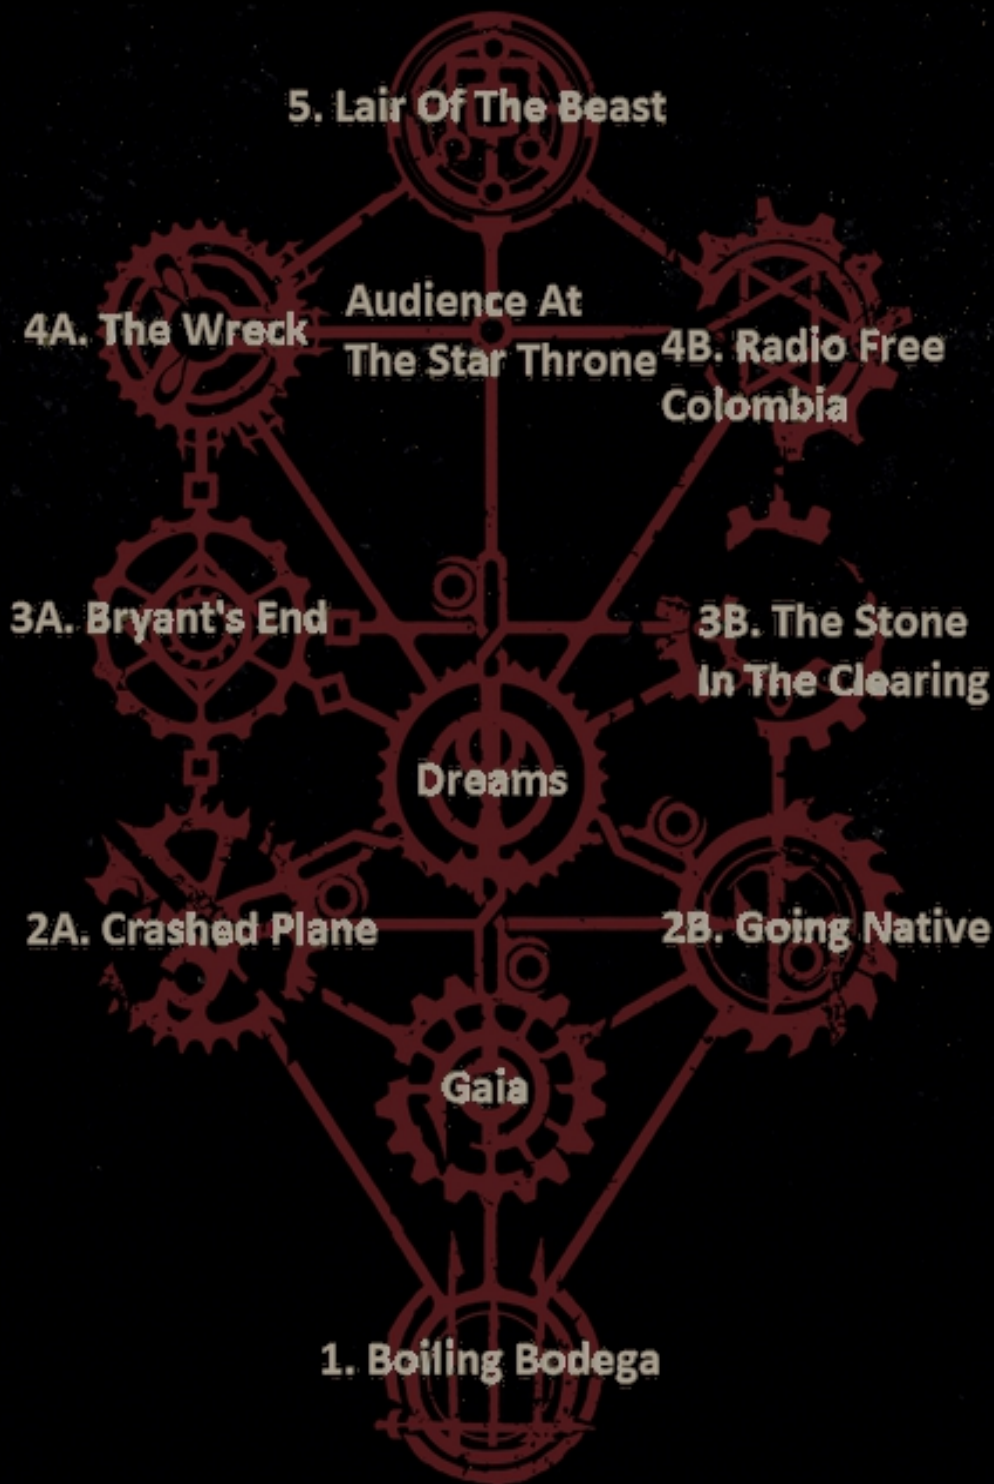 5. Lair Of The Beast
4A. The Wreck
Audience At
The Star Throne
4B. Radio Free
Colombia
3A. Bryant's End
3B. The Stone
In The Clearing
Dreams
2A. Crashed Plane
2B. Going Native
Gaia
1. Boiling Bodega